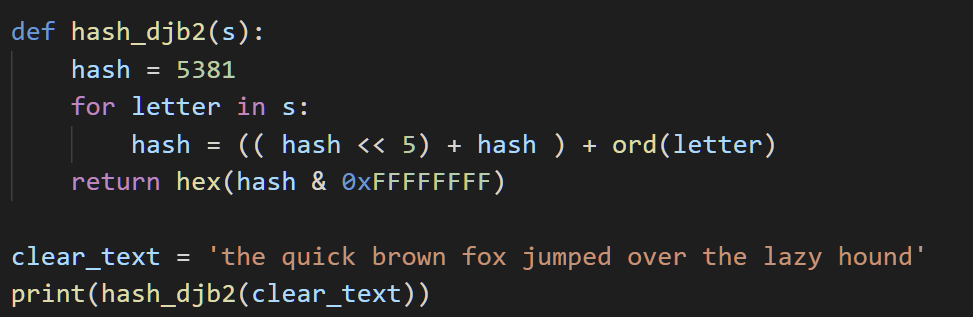 def hash_djb2(s):
    hash = 5381
    for letter in s:
        hash = (( hash << 5) + hash ) + ord(letter)
    return hex(hash & 0xFFFFFFFF)

clear_text = 'the quick brown fox jumped over the lazy hound'
print(hash_djb2(clear_text))